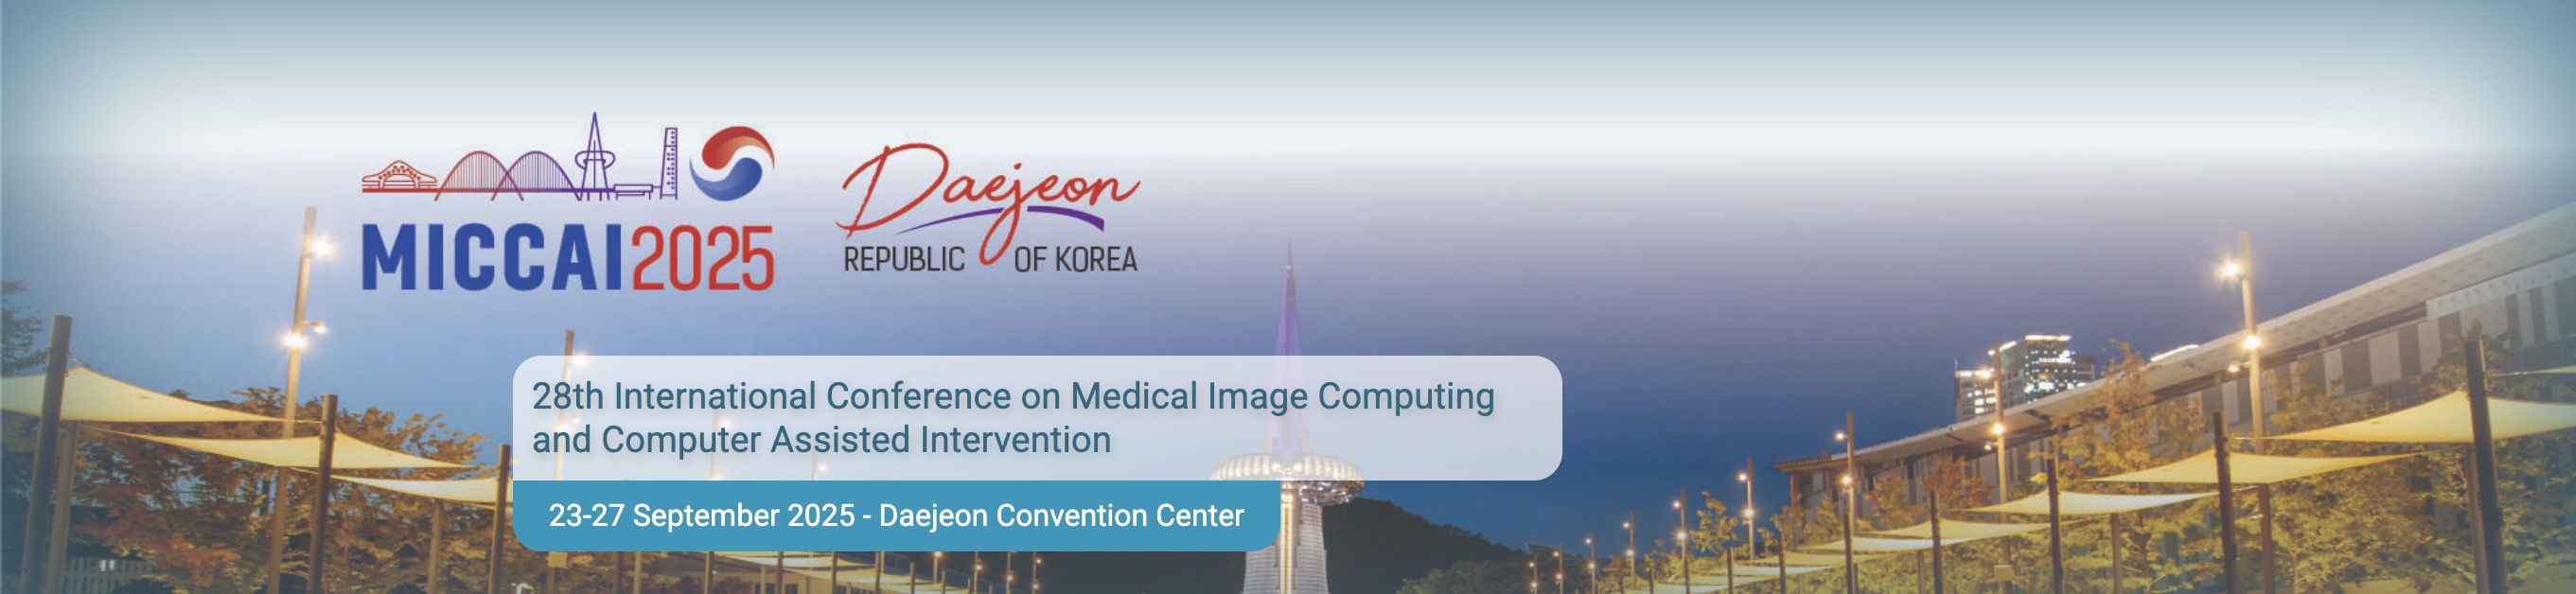 MICCAI2025
Daejeon
REPUBLIC OF KOREA
28th International Conference on Medical Image Computing
and Computer Assisted Intervention
23-27 September 2025 - Daejeon Convention Center